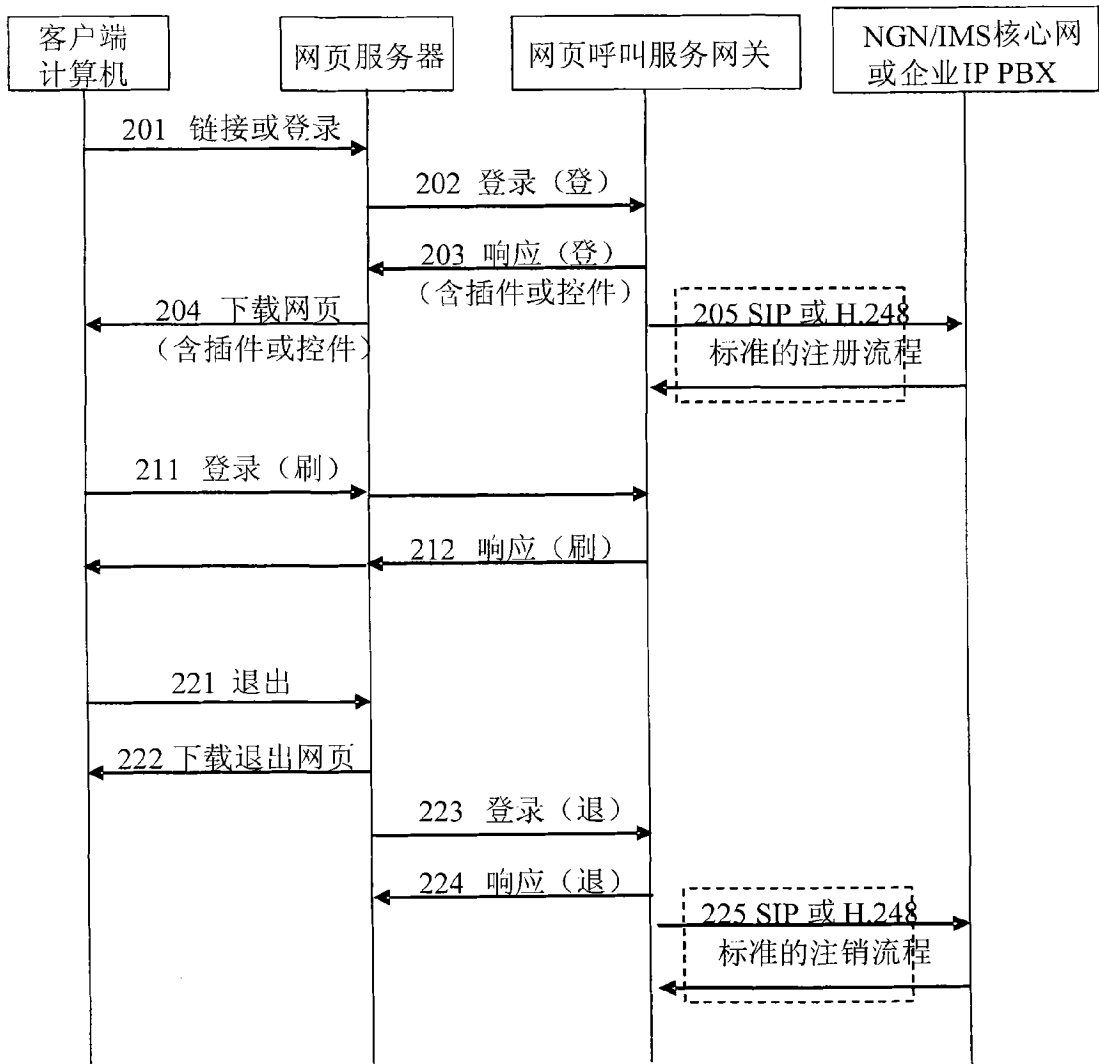 客户端
计算机
网页服务器
网页呼叫服务网关
NGN/IMS核心网
或企业IP PBX
201 链接或登录
202 登录（登）
203 响应（登）
（含插件或控件）
204 下载网页
（含插件或控件）
205 SIP 或 H.248
标准的注册流程
211 登录（刷）
212 响应（刷）
221 退出
222 下载退出网页
223 登录（退）
224 响应（退）
225 SIP 或 H.248
标准的注销流程